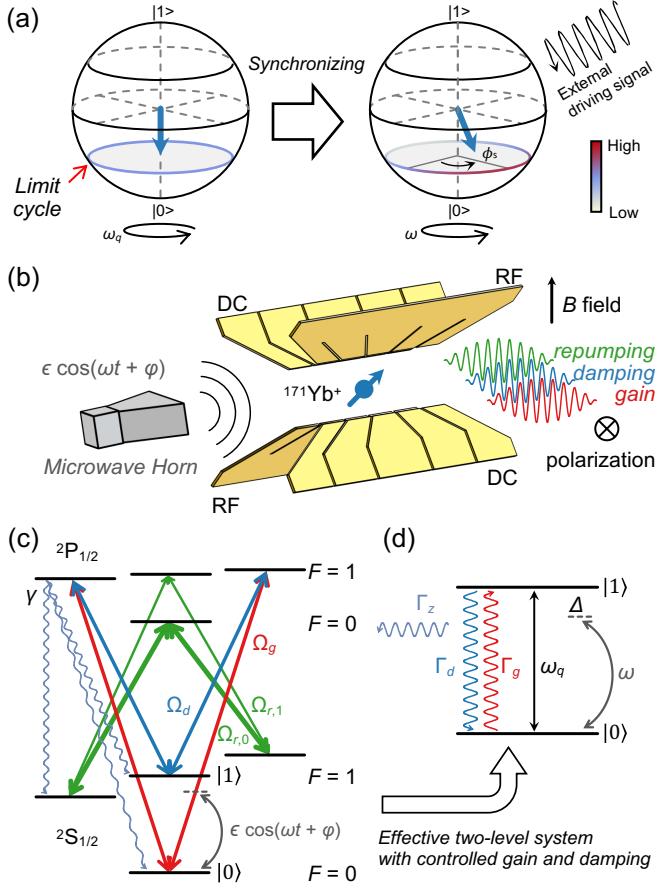 (a)
|1>
|1>
Synchronizing
External
driving signal
Limit
cycle
ϕs
High
Low
|0>
|0>
ωq
ω
(b)
DC
RF
B field
ϵ cos(ωt + φ)
171Yb+
repumping
damping
gain
Microwave Horn
polarization
RF
DC
(c)
2P1/2
F = 1
γ
F = 0
Ωg
Ωd
Ωr,1
Ωr,0
|1⟩
F = 1
2S1/2
ϵ cos(ωt + φ)
|0⟩
F = 0
(d)
|1⟩
Γz
Δ
Γd
Γg
ωq
ω
|0⟩
Effective two-level system
with controlled gain and damping